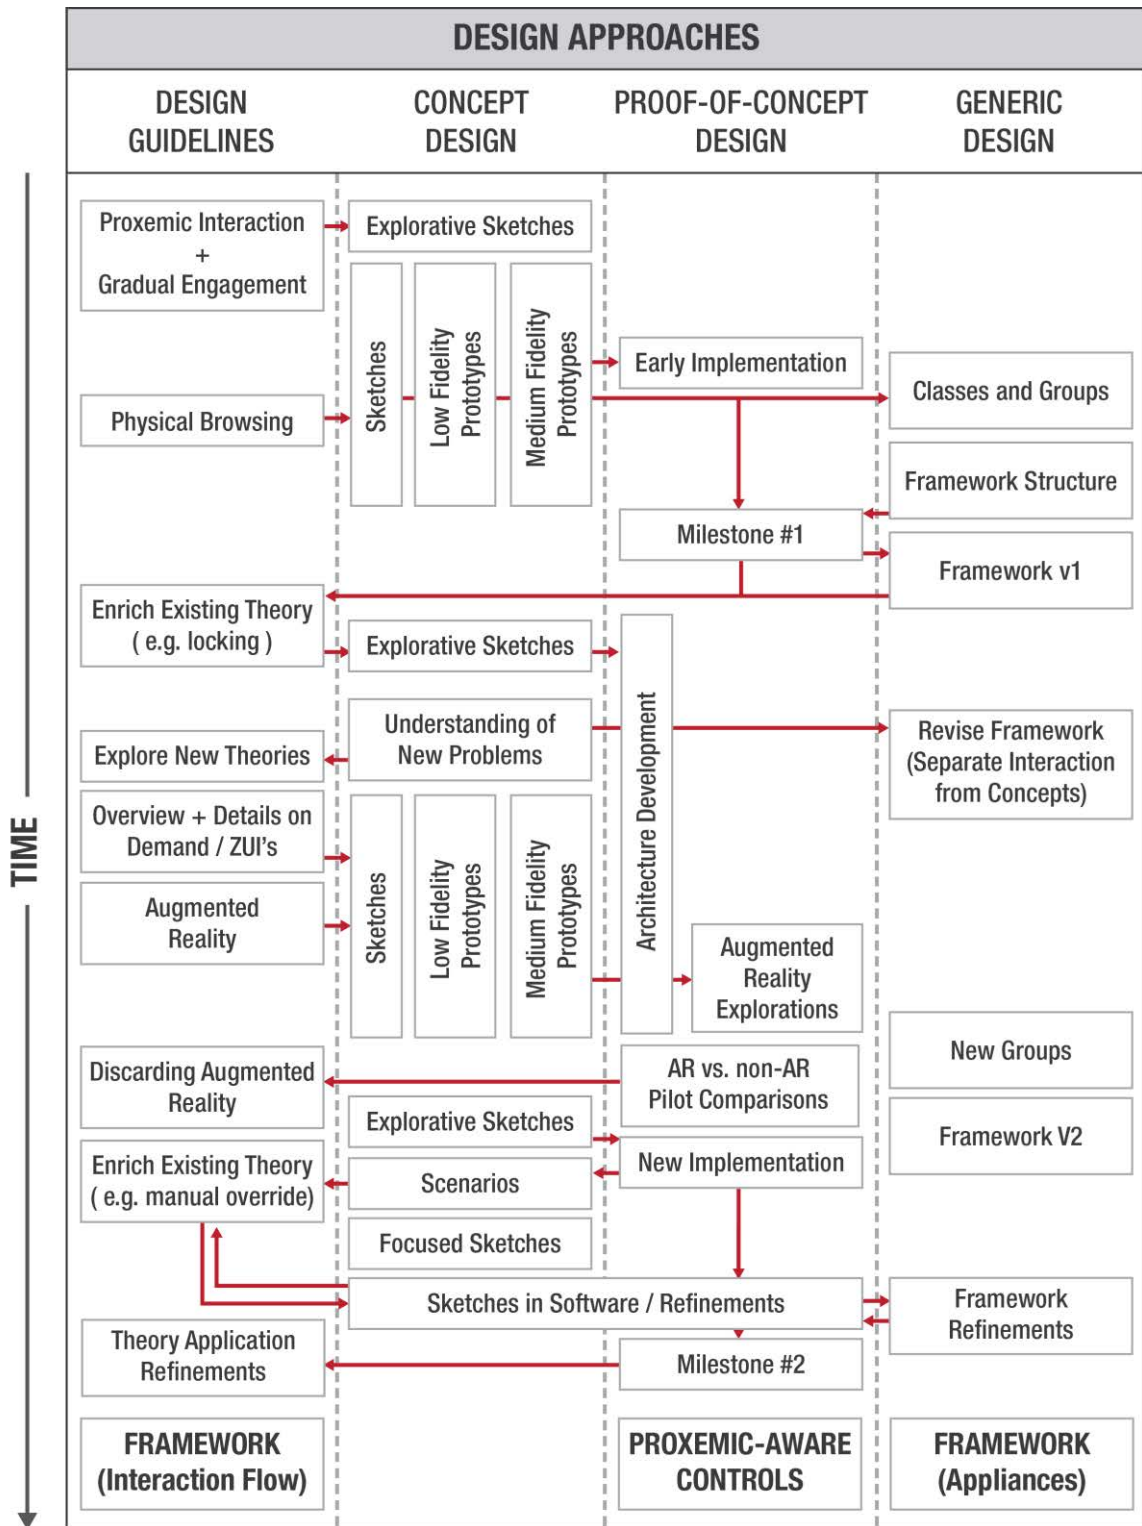 DESIGN APPROACHES
DESIGN
GUIDELINES
CONCEPT
DESIGN
PROOF-OF-CONCEPT
DESIGN
GENERIC
DESIGN
TIME
Proxemic Interaction
+
Gradual Engagement
Explorative Sketches
Sketches
Low Fidelity
Prototypes
Medium Fidelity
Prototypes
Early Implementation
Classes and Groups
Physical Browsing
Framework Structure
Milestone #1
Framework v1
Enrich Existing Theory
( e.g. locking )
Explorative Sketches
Architecture Development
Understanding of
New Problems
Revise Framework
(Separate Interaction
from Concepts)
Explore New Theories
Overview + Details on
Demand / ZUI's
Augmented
Reality
Sketches
Low Fidelity
Prototypes
Medium Fidelity
Prototypes
Augmented
Reality
Explorations
New Groups
Discarding Augmented
Reality
AR vs. non-AR
Pilot Comparisons
Explorative Sketches
Framework V2
New Implementation
Enrich Existing Theory
( e.g. manual override)
Scenarios
Focused Sketches
Sketches in Software / Refinements
Framework
Refinements
Theory Application
Refinements
Milestone #2
FRAMEWORK
(Interaction Flow)
PROXEMIC-AWARE
CONTROLS
FRAMEWORK
(Appliances)